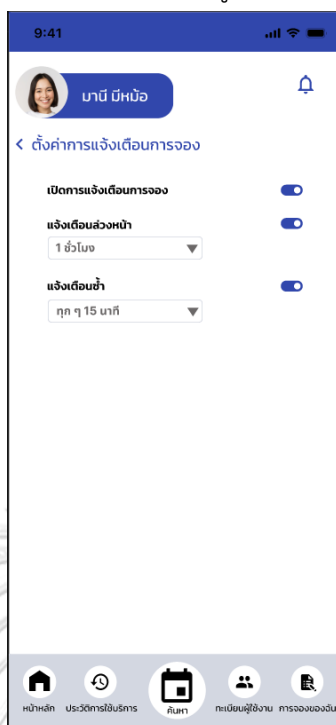 9:41
มานี มีหม้อ
ตั้งค่าการแจ้งเตือนการจอง
เปิดการแจ้งเตือนการจอง
แจ้งเตือนล่วงหน้า
1 ชั่วโมง
แจ้งเตือนซ้ำ
ทุก ๆ 15 นาที
หน้าหลัก ประวัติการใช้บริการ ค้นหา ทะเบียนผู้ใช้งาน การจองของฉัน